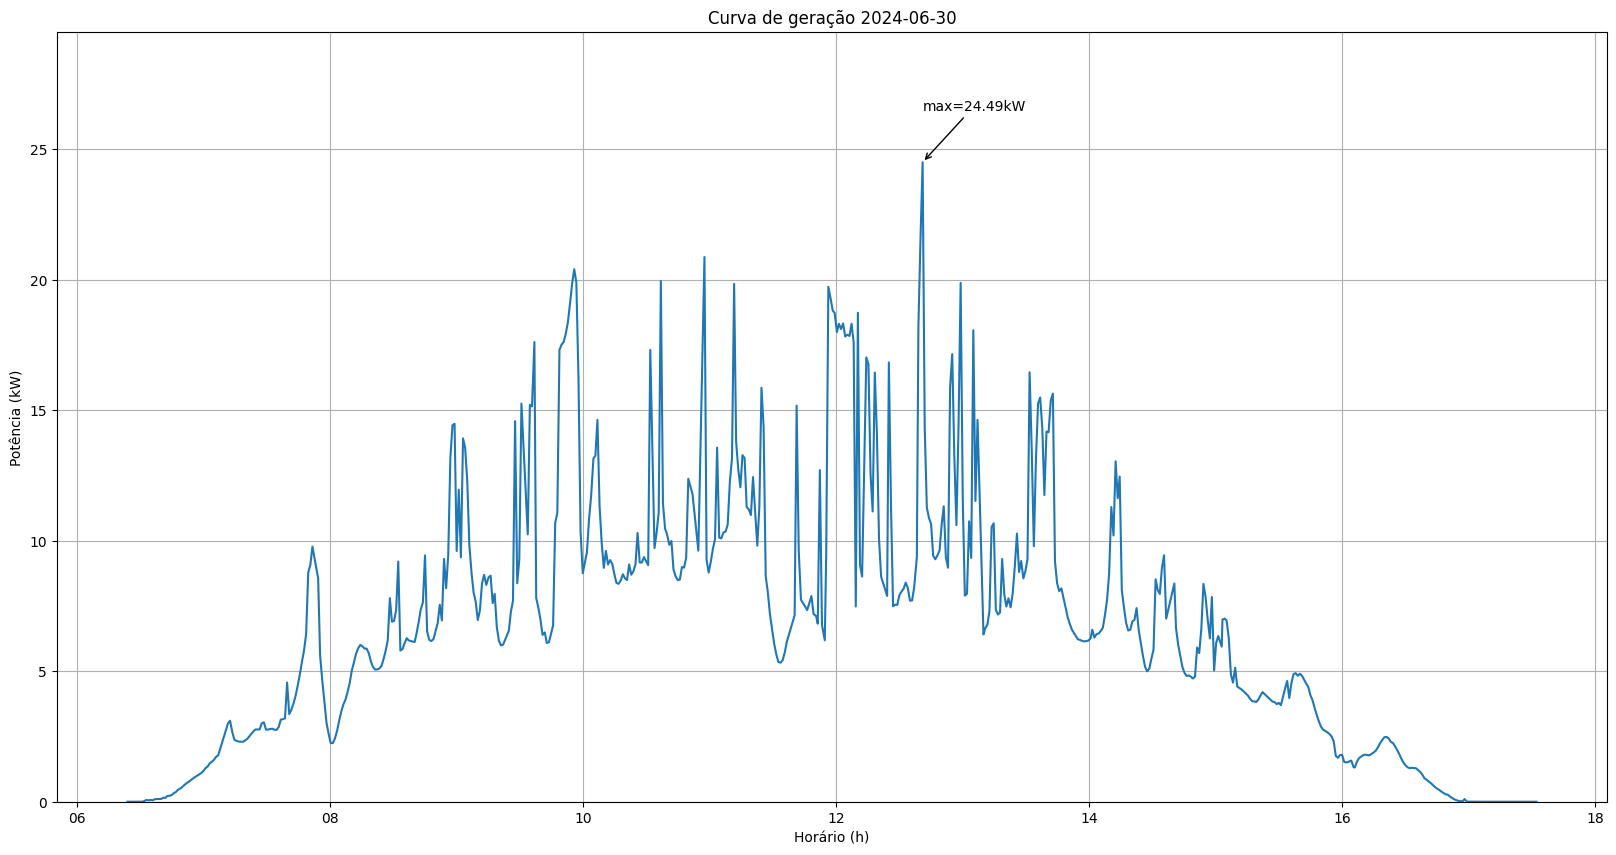 Curva de geração 2024-06-30
max=24.49kW
25
20
15
10
5
0
Potência (kW)
06 08 10 12 14 16 18
Horário (h)